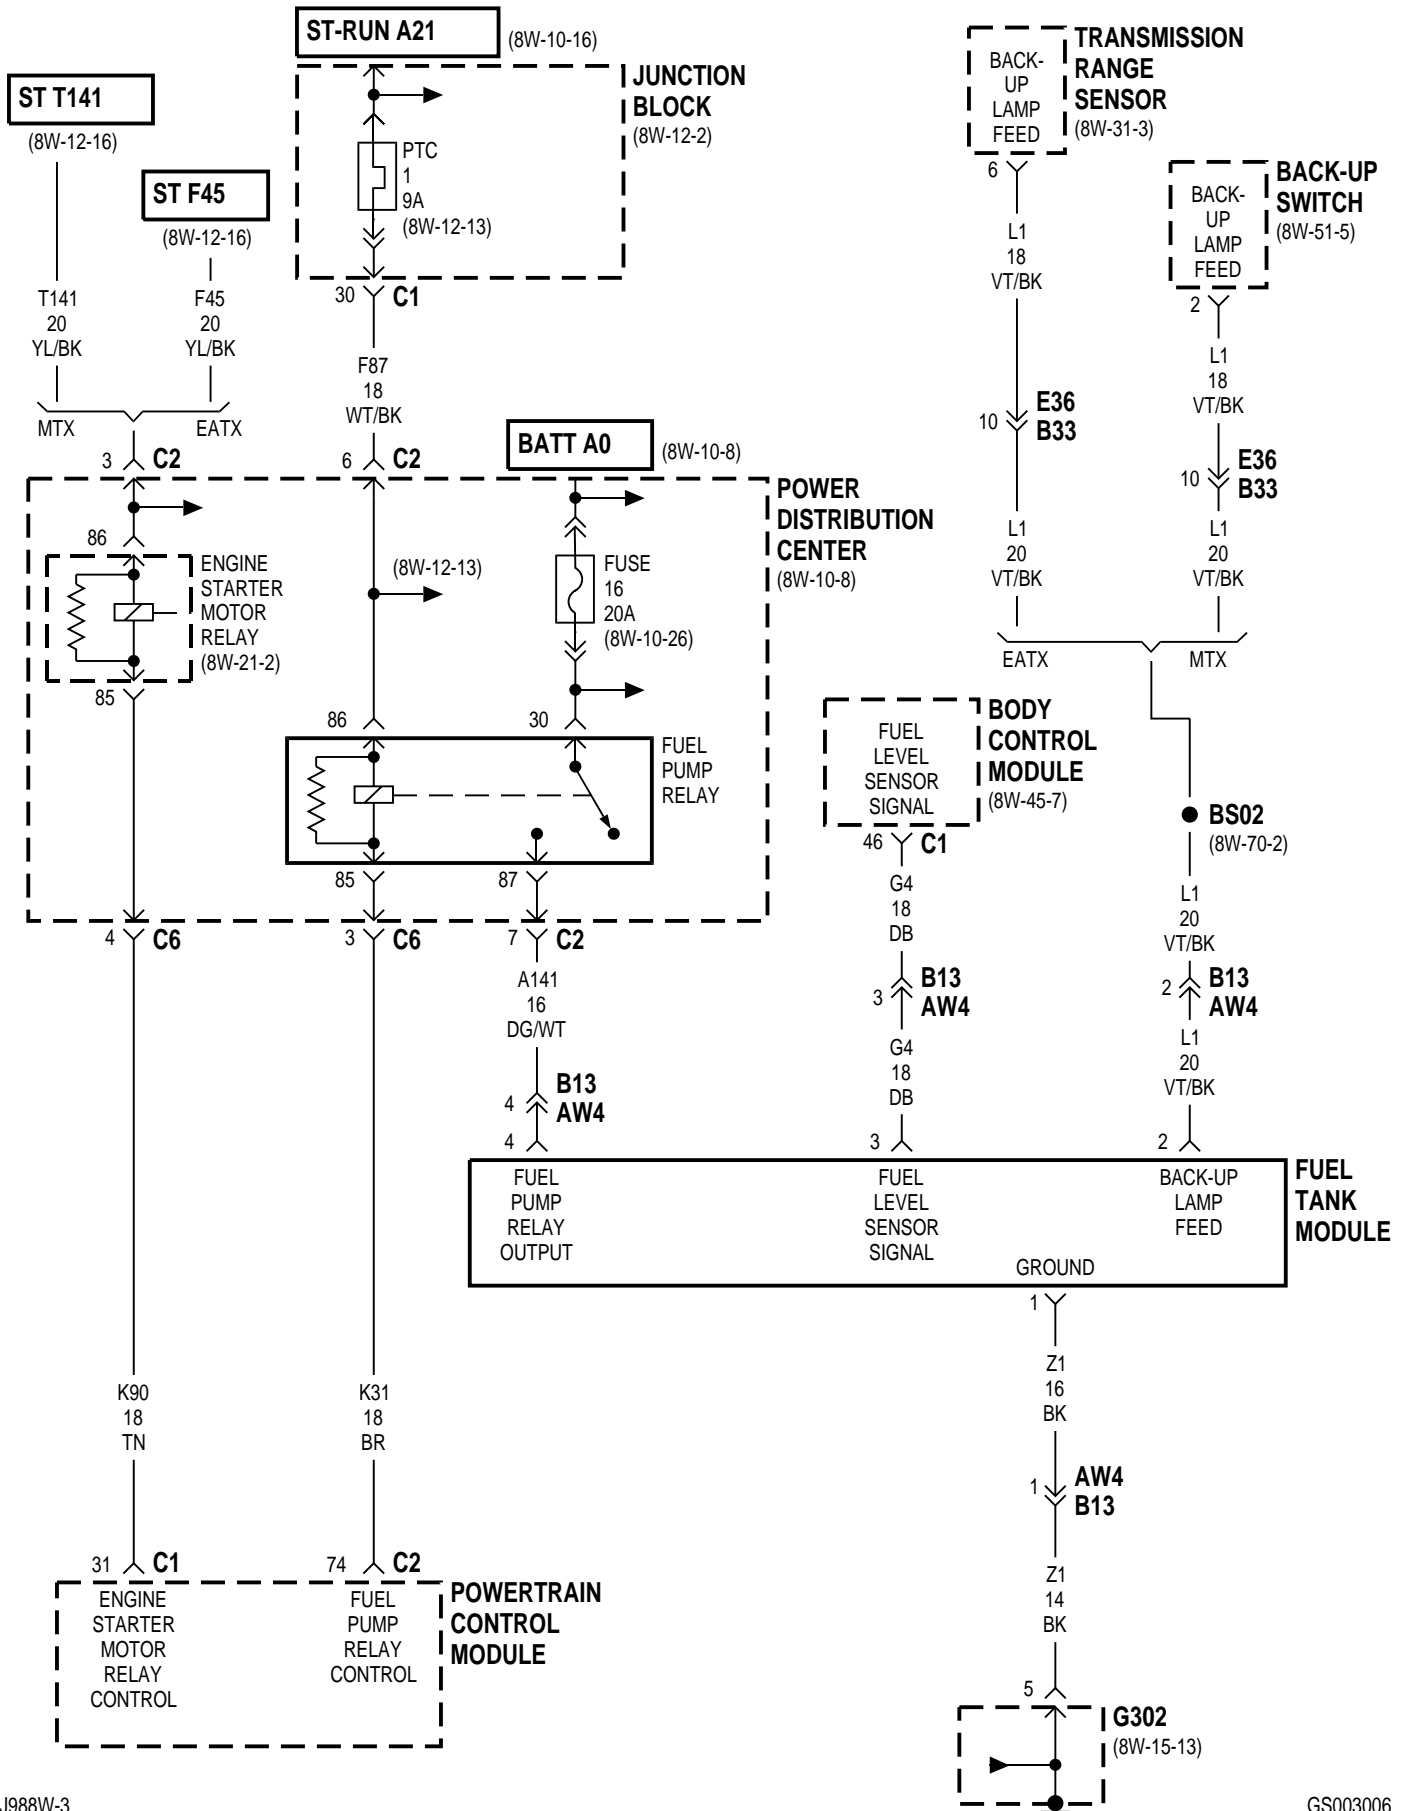 ST-RUN A21
(8W-10-16)
ST T141
(8W-12-16)
ST F45
(8W-12-16)
T141
20
YL/BK
F45
20
YL/BK
MTX
EATX
3
C2
JUNCTION
BLOCK
(8W-12-2)
PTC
1
9A
(8W-12-13)
30
C1
F87
18
WT/BK
6
C2
BATT A0
(8W-10-8)
TRANSMISSION
RANGE
SENSOR
(8W-31-3)
BACK-
UP
LAMP
FEED
6
L1
18
VT/BK
10
E36
B33
L1
20
VT/BK
BACK-UP
SWITCH
(8W-51-5)
BACK-
UP
LAMP
FEED
2
L1
18
VT/BK
10
E36
B33
L1
20
VT/BK
EATX
MTX
POWER
DISTRIBUTION
CENTER
(8W-10-8)
86
ENGINE
STARTER
MOTOR
RELAY
(8W-21-2)
85
(8W-12-13)
FUSE
16
20A
(8W-10-26)
86
30
FUEL
PUMP
RELAY
85
87
4
C6
3
C6
7
C2
A141
16
DG/WT
4
B13
AW4
4
BODY
CONTROL
MODULE
(8W-45-7)
FUEL
LEVEL
SENSOR
SIGNAL
46
C1
G4
18
DB
3
B13
AW4
G4
18
DB
3
BS02
(8W-70-2)
L1
20
VT/BK
2
B13
AW4
L1
20
VT/BK
2
FUEL
PUMP
RELAY
OUTPUT
FUEL
LEVEL
SENSOR
SIGNAL
BACK-UP
LAMP
FEED
GROUND
FUEL
TANK
MODULE
1
Z1
16
BK
1
AW4
B13
Z1
14
BK
5
G302
(8W-15-13)
K90
18
TN
K31
18
BR
31
C1
74
C2
ENGINE
STARTER
MOTOR
RELAY
CONTROL
FUEL
PUMP
RELAY
CONTROL
POWERTRAIN
CONTROL
MODULE
J988W-3
GS003006